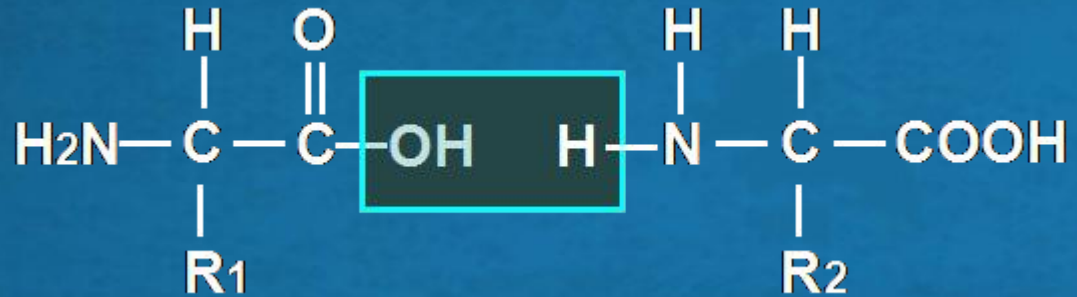 H O H H
H2N—C—C—OH H—N—C—COOH
R1 R2